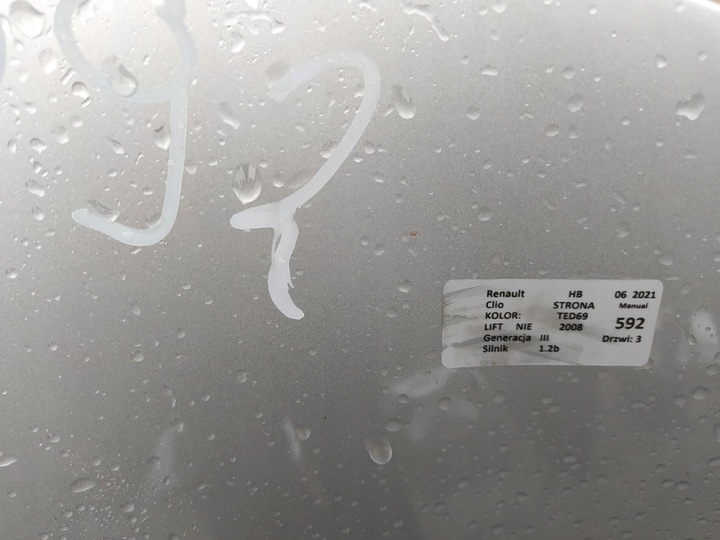 92
Renault HB 06 2021
Clio STRONA Manual
KOLOR: TED69
LIFT NIE 2008 592
Generacja III Drzwi: 3
Silnik 1.2b